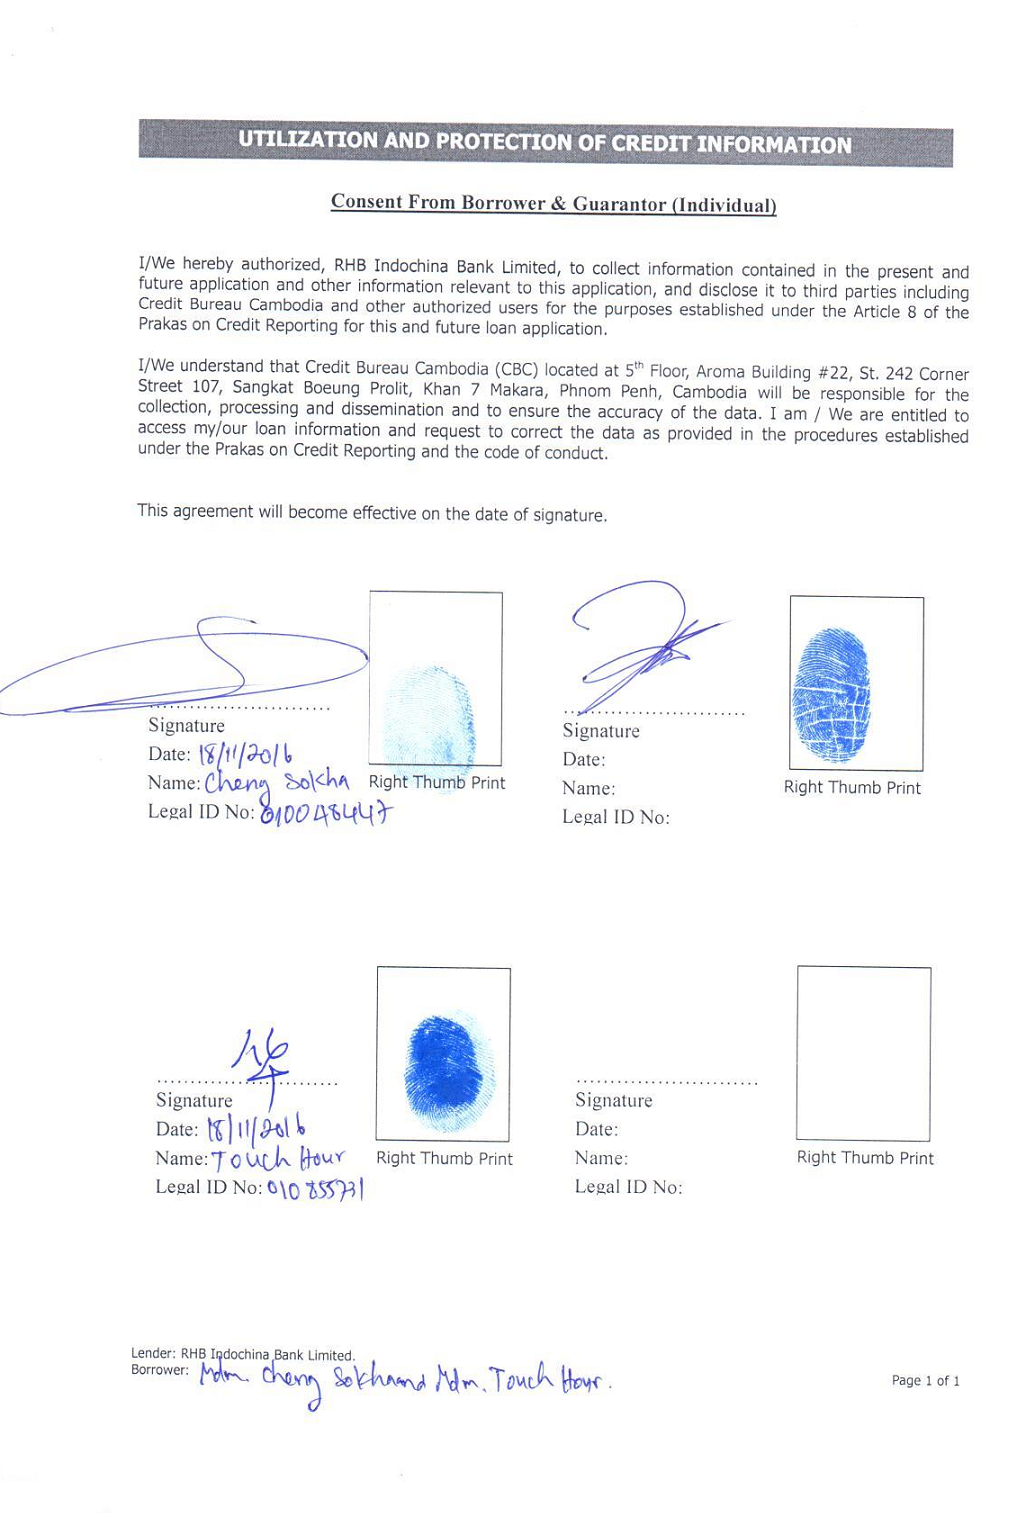 UTILIZATION AND PROTECTION OF CREDIT INFORMATION
Consent From Borrower & Guarantor (Individual)
I/We hereby authorized, RHB Indochina Bank Limited, to collect information contained in the present and
future application and other information relevant to this application, and disclose it to third parties including
Credit Bureau Cambodia and other authorized users for the purposes established under the Article 8 of the
Prakas on Credit Reporting for this and future loan application.
I/We understand that Credit Bureau Cambodia (CBC) located at 5th Floor, Aroma Building #22, St. 242 Corner
Street 107, Sangkat Boeung Prolit, Khan 7 Makara, Phnom Penh, Cambodia will be responsible for the
collection, processing and dissemination and to ensure the accuracy of the data. I am / We are entitled to
access my/our loan information and request to correct the data as provided in the procedures established
under the Prakas on Credit Reporting and the code of conduct.
This agreement will become effective on the date of signature.
Signature
Date: 18/11/2016
Name: Cheng Sokha
Right Thumb Print
Legal ID No: 010048447
Signature
Date:
Name:
Right Thumb Print
Legal ID No:
Signature
Date: 18/11/2016
Name: Touch Hour
Right Thumb Print
Legal ID No: 010855731
Signature
Date:
Name:
Right Thumb Print
Legal ID No:
Lender: RHB Indochina Bank Limited.
Borrower: Mdm. Cheng Sokha and Mdm. Touch Hour.
Page 1 of 1